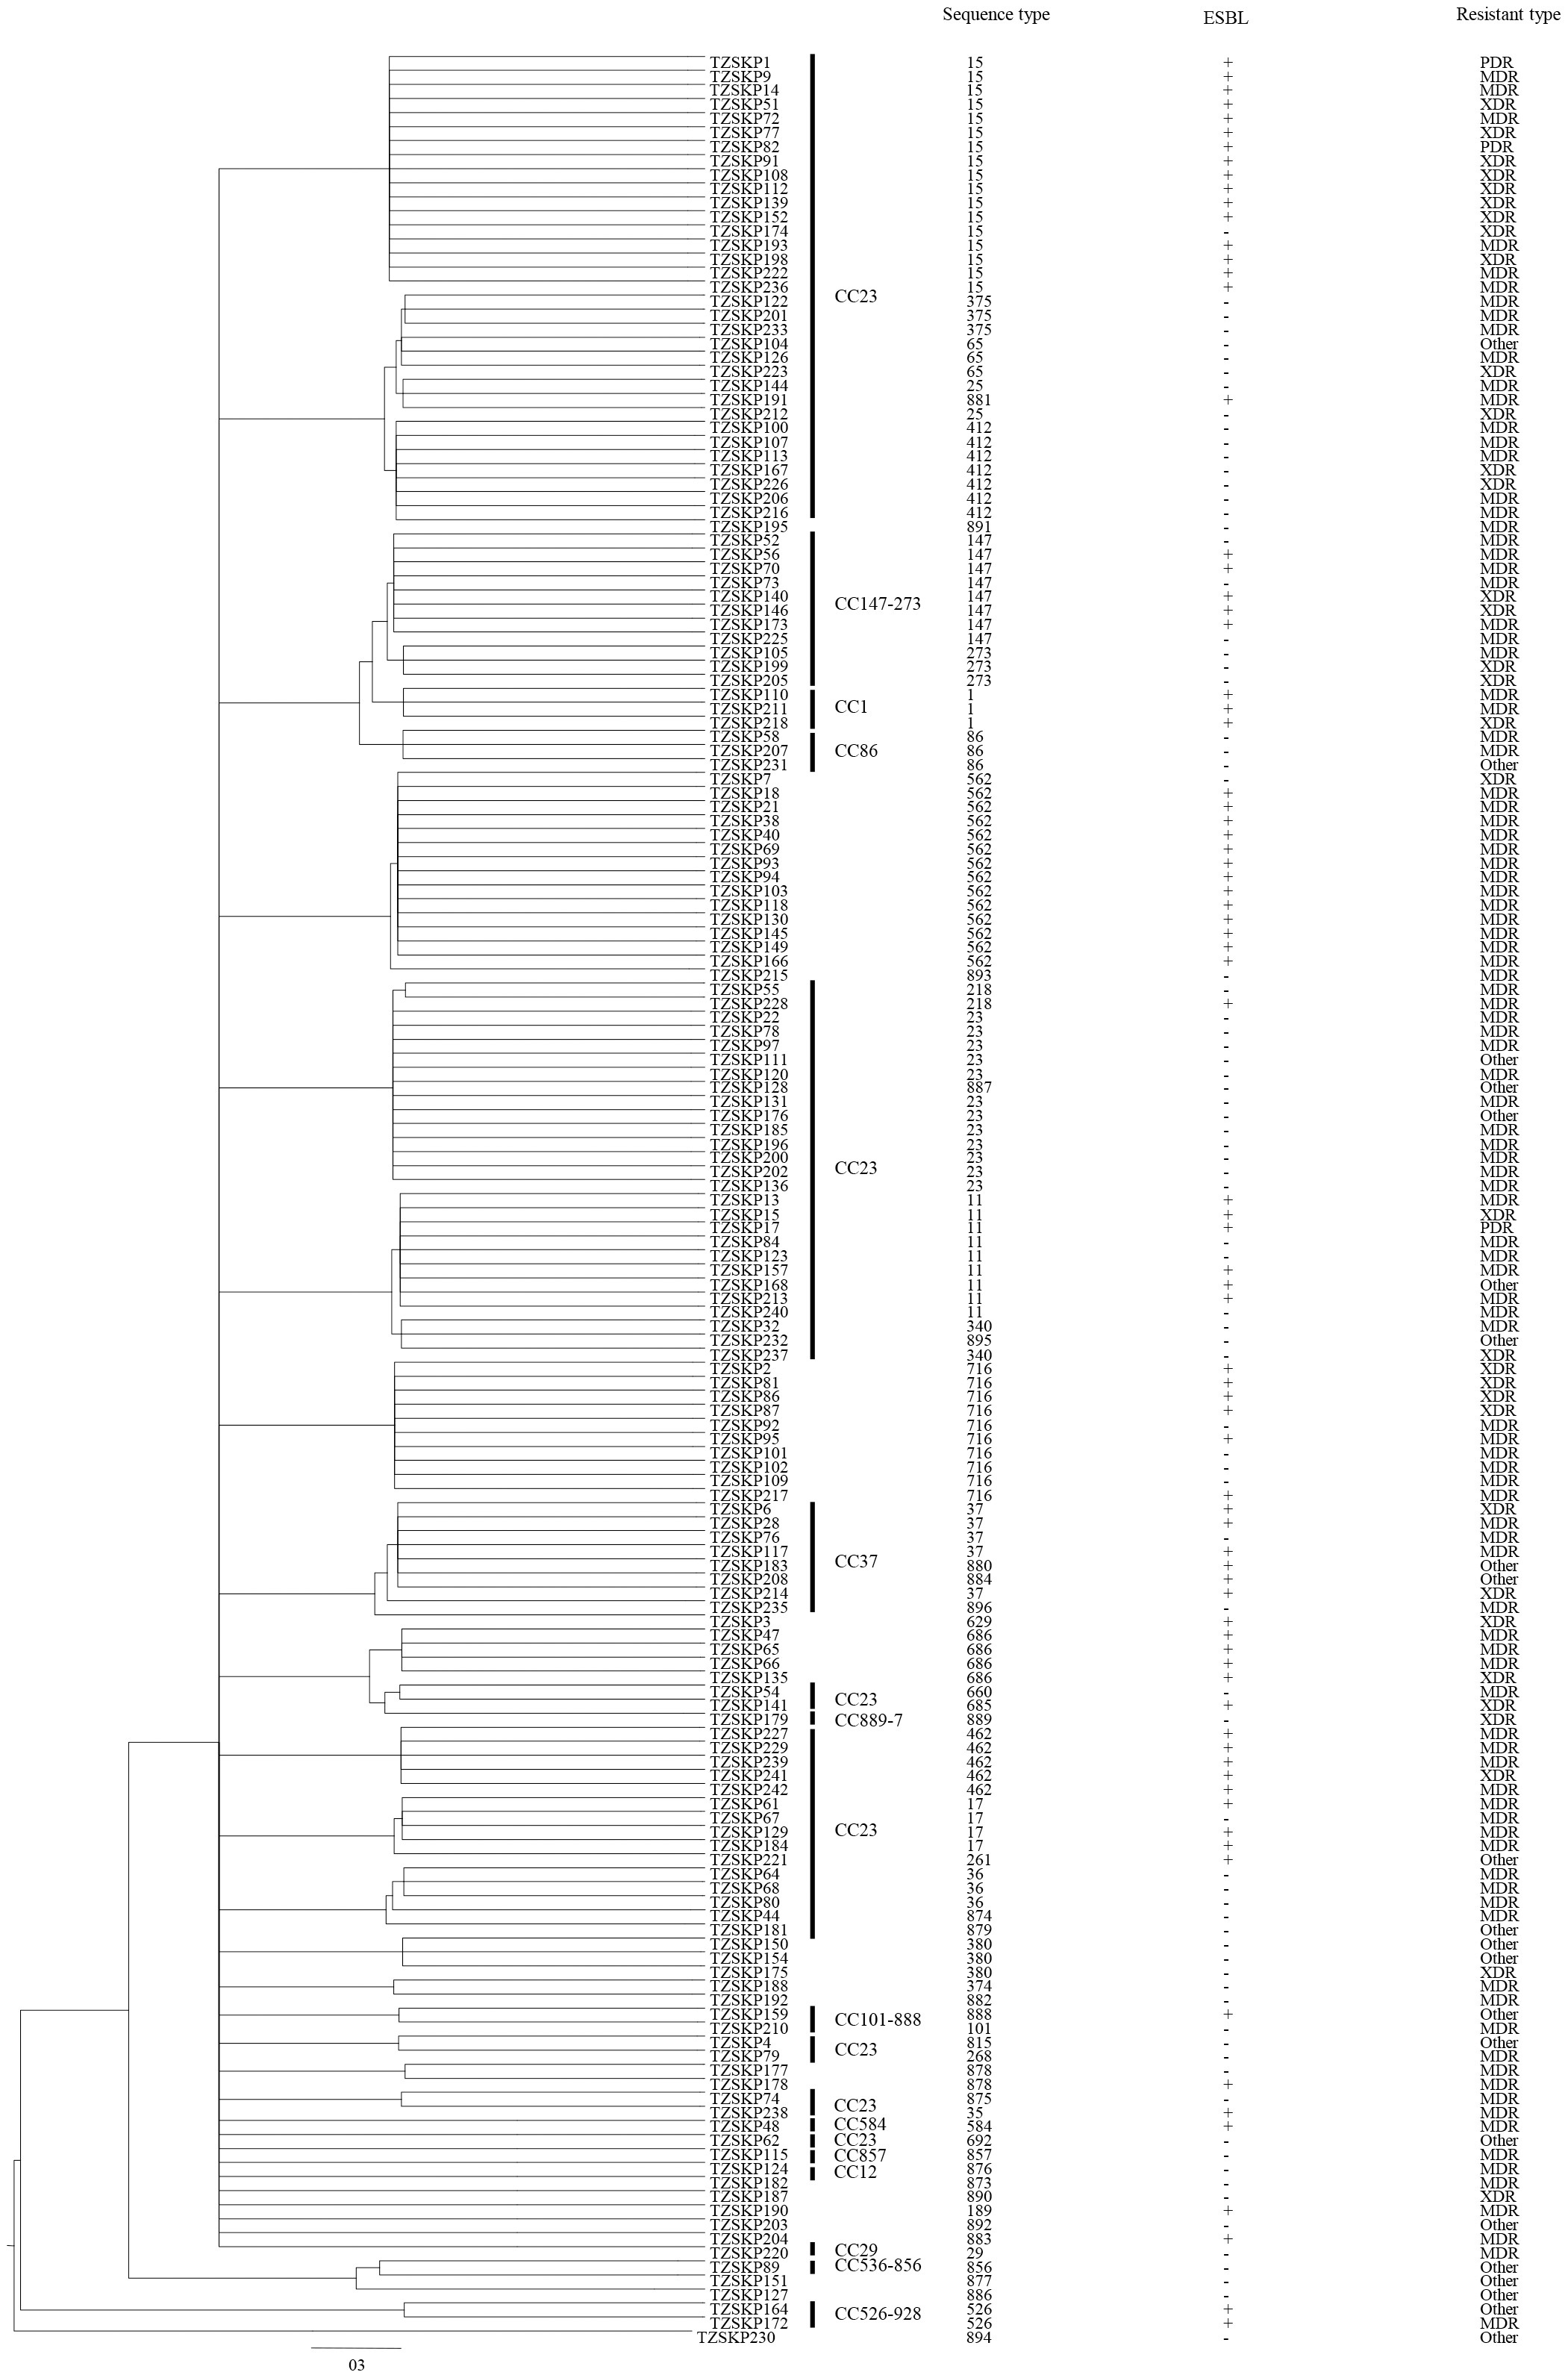 Sequence type ESBL Resistant type
TZSKP1 15 + PDR
TZSKP9 15 + MDR
TZSKP14 15 + MDR
TZSKP51 15 + XDR
TZSKP72 15 + MDR
TZSKP77 15 + XDR
TZSKP82 15 + PDR
TZSKP91 15 + XDR
TZSKP108 15 + XDR
TZSKP112 15 + XDR
TZSKP139 15 + XDR
TZSKP152 15 + XDR
TZSKP174 15 - XDR
TZSKP193 15 + MDR
TZSKP198 15 + XDR
TZSKP222 15 + MDR
TZSKP236 15 + MDR
CC23
TZSKP122 375 - MDR
TZSKP201 375 - MDR
TZSKP233 375 - MDR
TZSKP104 65 - Other
TZSKP126 65 - MDR
TZSKP223 65 - XDR
TZSKP144 25 - MDR
TZSKP191 881 + MDR
TZSKP212 25 - XDR
TZSKP100 412 - MDR
TZSKP107 412 - MDR
TZSKP113 412 - MDR
TZSKP167 412 - XDR
TZSKP226 412 - XDR
TZSKP206 412 - MDR
TZSKP216 412 - MDR
TZSKP195 891 - MDR
TZSKP52 147 - MDR
TZSKP56 147 + MDR
TZSKP70 147 + MDR
TZSKP73 147 - MDR
TZSKP140 147 + XDR
CC147-273
TZSKP146 147 + XDR
TZSKP173 147 + MDR
TZSKP225 147 - MDR
TZSKP105 273 - MDR
TZSKP199 273 - XDR
TZSKP205 273 - XDR
TZSKP110 1 + MDR
TZSKP211 CC1 1 + MDR
TZSKP218 1 + XDR
TZSKP58 86 - MDR
TZSKP207 CC86 86 - MDR
TZSKP231 86 - Other
TZSKP7 562 - XDR
TZSKP18 562 + MDR
TZSKP21 562 + MDR
TZSKP38 562 + MDR
TZSKP40 562 + MDR
TZSKP69 562 + MDR
TZSKP93 562 + MDR
TZSKP94 562 + MDR
TZSKP103 562 + MDR
TZSKP118 562 + MDR
TZSKP130 562 + MDR
TZSKP145 562 + MDR
TZSKP149 562 + MDR
TZSKP166 562 + MDR
TZSKP215 893 - MDR
TZSKP55 218 - MDR
TZSKP228 218 + MDR
TZSKP22 23 - MDR
TZSKP78 23 - MDR
TZSKP97 23 - MDR
TZSKP111 23 - Other
TZSKP120 23 - MDR
TZSKP128 887 - Other
TZSKP131 23 - MDR
TZSKP176 23 - Other
TZSKP185 23 - MDR
TZSKP196 23 - MDR
TZSKP200 23 - MDR
TZSKP202 CC23 23 - MDR
TZSKP136 23 - MDR
TZSKP13 11 + MDR
TZSKP15 11 + XDR
TZSKP17 11 + PDR
TZSKP84 11 - MDR
TZSKP123 11 - MDR
TZSKP157 11 + MDR
TZSKP168 11 + Other
TZSKP213 11 + MDR
TZSKP240 11 - MDR
TZSKP32 340 - MDR
TZSKP232 895 - Other
TZSKP237 340 - XDR
TZSKP2 716 + XDR
TZSKP81 716 + XDR
TZSKP86 716 + XDR
TZSKP87 716 + XDR
TZSKP92 716 - MDR
TZSKP95 716 + MDR
TZSKP101 716 - MDR
TZSKP102 716 - MDR
TZSKP109 716 - MDR
TZSKP217 716 + MDR
TZSKP6 37 + XDR
TZSKP28 37 + MDR
TZSKP76 37 - MDR
TZSKP117 37 + MDR
TZSKP183 CC37 880 + Other
TZSKP208 884 + Other
TZSKP214 37 + XDR
TZSKP235 896 - MDR
TZSKP3 629 + XDR
TZSKP47 686 + MDR
TZSKP65 686 + MDR
TZSKP66 686 + MDR
TZSKP135 686 + XDR
TZSKP54 660 - MDR
TZSKP141 CC23 685 + XDR
TZSKP179 CC889-7 889 - XDR
TZSKP227 462 + MDR
TZSKP229 462 + MDR
TZSKP239 462 + MDR
TZSKP241 462 + XDR
TZSKP242 462 + MDR
TZSKP61 17 + MDR
TZSKP67 17 - MDR
TZSKP129 CC23 17 + MDR
TZSKP184 17 + MDR
TZSKP221 261 + Other
TZSKP64 36 - MDR
TZSKP68 36 - MDR
TZSKP80 36 - MDR
TZSKP44 874 - MDR
TZSKP181 879 - Other
TZSKP150 380 - Other
TZSKP154 380 - Other
TZSKP175 380 - XDR
TZSKP188 374 - MDR
TZSKP192 882 - MDR
TZSKP159 888 + Other
CC101-888
TZSKP210 101 - MDR
TZSKP4 815 - Other
CC23
TZSKP79 268 - MDR
TZSKP177 878 - MDR
TZSKP178 878 + MDR
TZSKP74 875 - MDR
CC23
TZSKP238 35 + MDR
TZSKP48 CC584 584 + MDR
TZSKP62 CC23 692 - Other
TZSKP115 CC857 857 - MDR
TZSKP124 CC12 876 - MDR
TZSKP182 873 - MDR
TZSKP187 890 - XDR
TZSKP190 189 + MDR
TZSKP203 892 - Other
TZSKP204 883 + MDR
TZSKP220 CC29 29 - MDR
TZSKP89 CC536-856 856 - Other
TZSKP151 877 - Other
TZSKP127 886 - Other
TZSKP164 526 + Other
CC526-928
TZSKP172 526 + MDR
TZSKP230 894 - Other
03